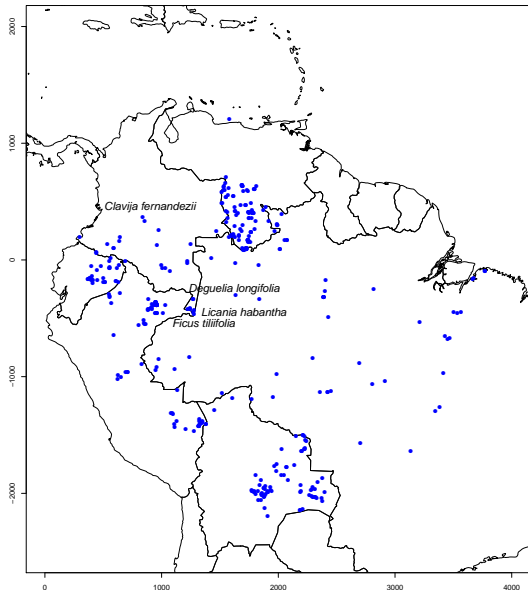 2000
1000
0
−1000
−2000
Clavija fernandezii
Deguelia longifolia
Licania habantha
Ficus tiliifolia
0 1000 2000 3000 4000